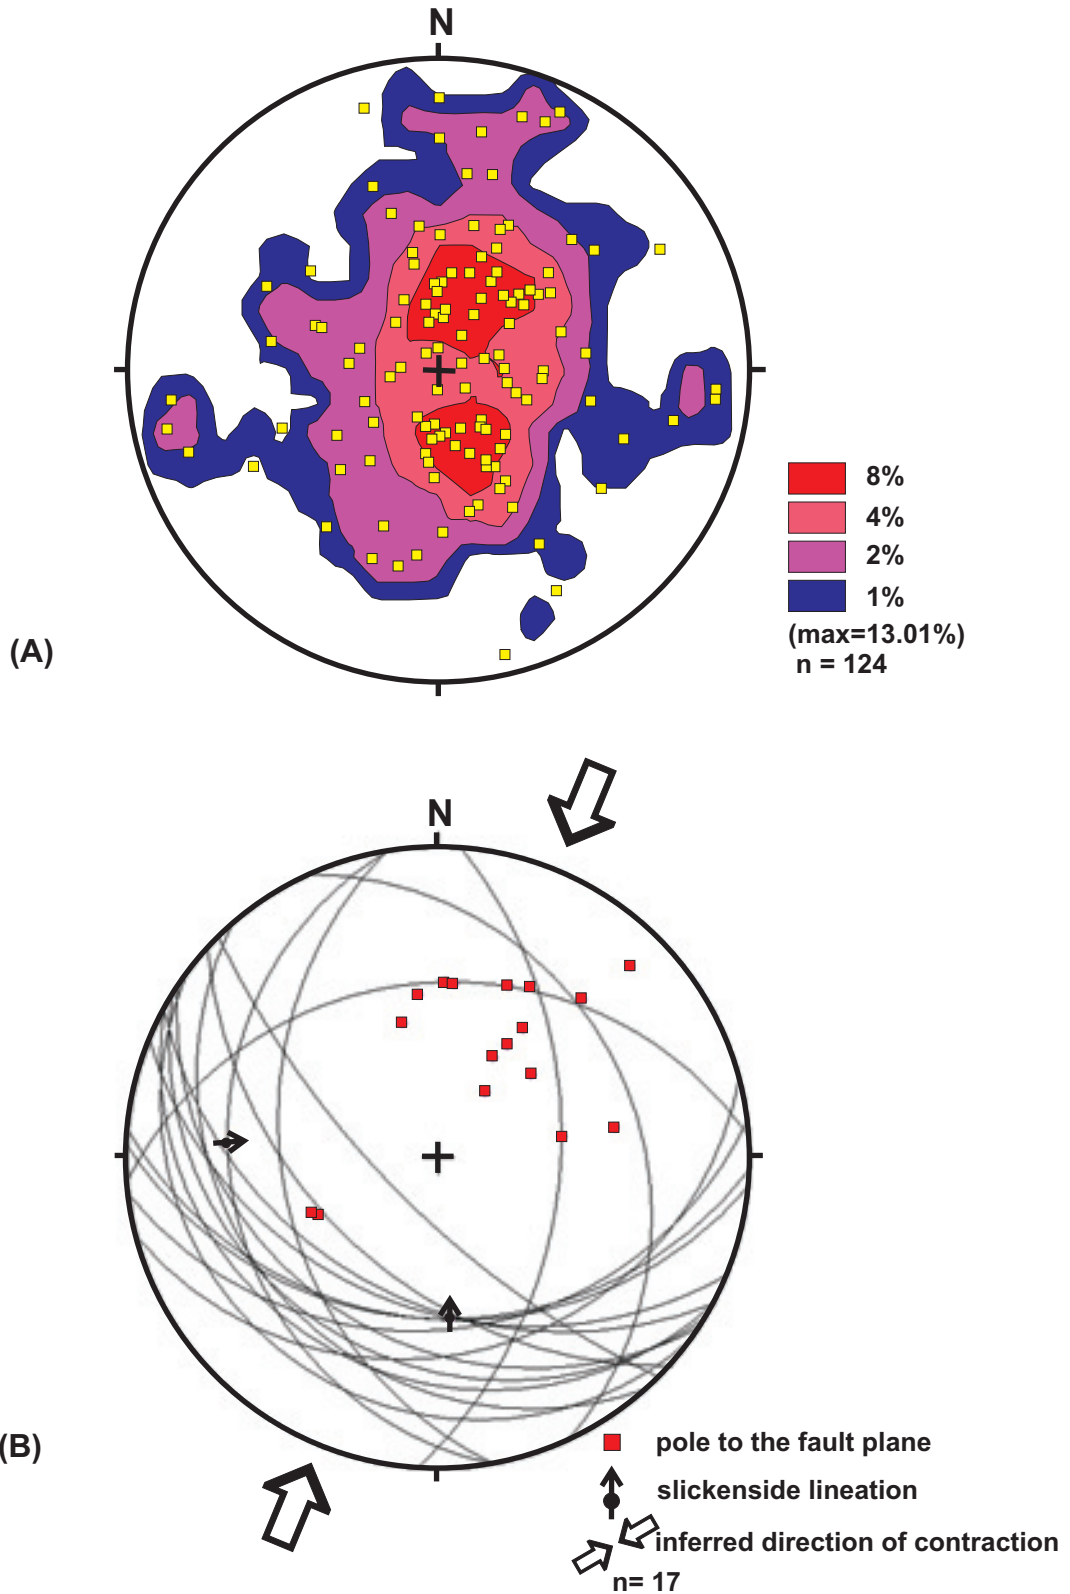 N
8%
4%
2%
1%
(max=13.01%)
n = 124
(A)
N
(B)
pole to the fault plane
slickenside lineation
inferred direction of contraction
n= 17